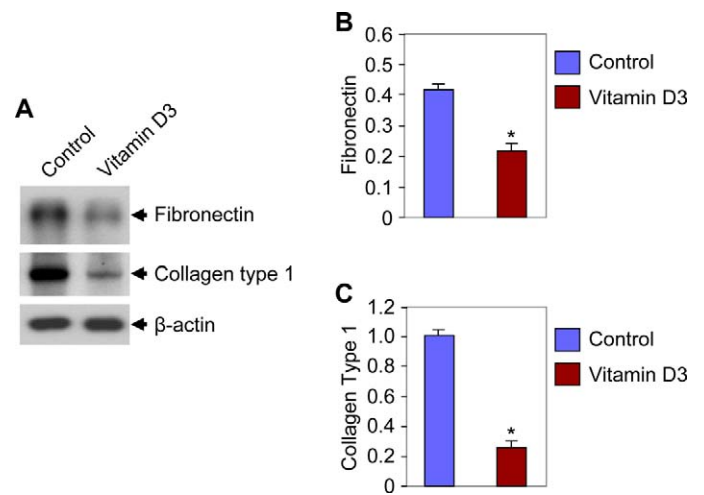 A
Control
Vitamin D3
Fibronectin
Collagen type 1
β-actin
B
Fibronectin
0.6
0.5
0.4
0.3
0.2
0.1
0
*
Control
Vitamin D3
C
Collagen Type 1
1.2
1.0
0.8
0.6
0.4
0.2
0
*
Control
Vitamin D3